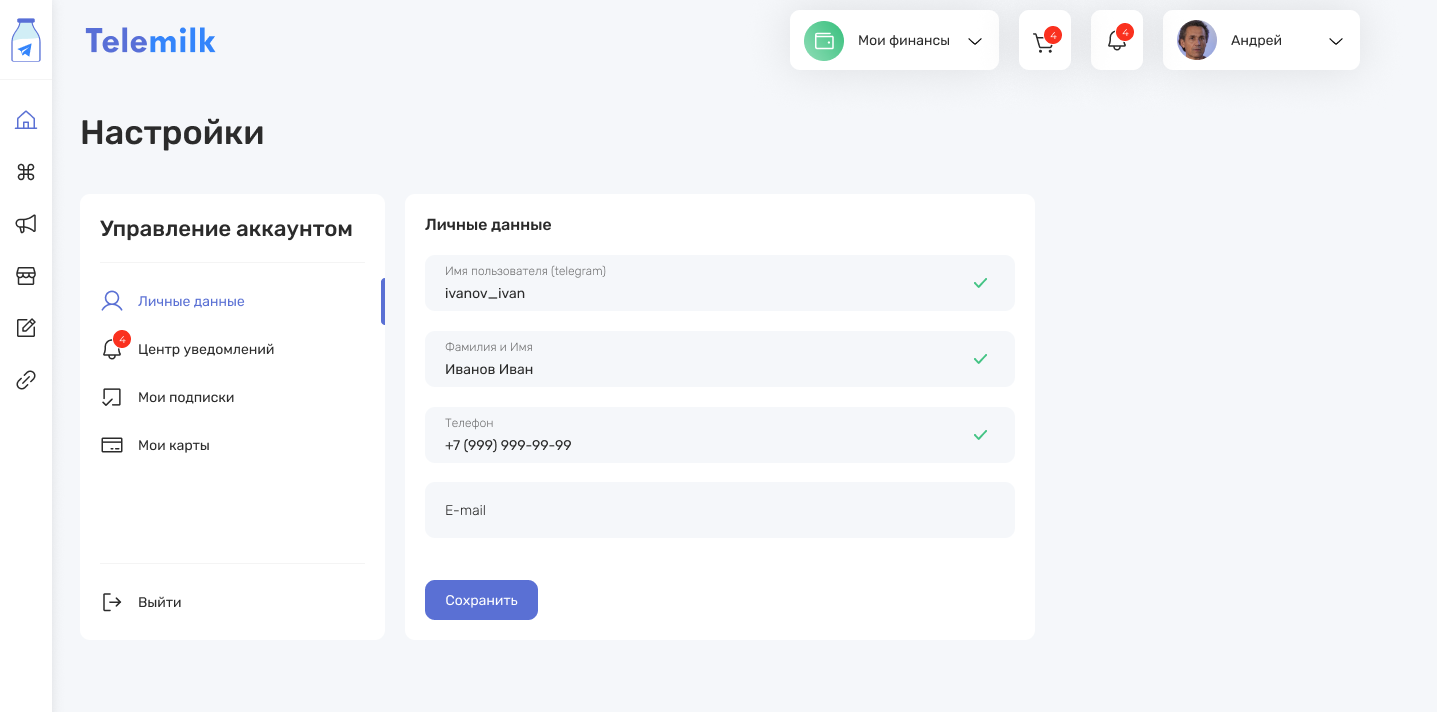 Telemilk
Мои финансы
4
4
Андрей
Настройки
Управление аккаунтом
Личные данные
4
Центр уведомлений
Мои подписки
Мои карты
Выйти
Личные данные
Имя пользователя (telegram)
ivanov_ivan
Фамилия и Имя
Иванов Иван
Телефон
+7 (999) 999-99-99
E-mail
Сохранить